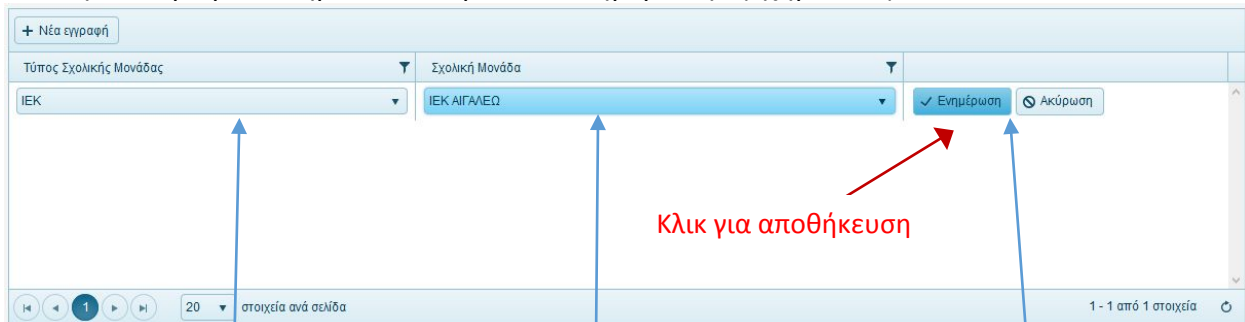 + Νέα εγγραφή
Τύπος Σχολικής Μονάδας Σχολική Μονάδα
ΙΕΚ ΙΕΚ ΑΙΓΑΛΕΩ Ενημέρωση Ακύρωση
Κλικ για αποθήκευση
1 20 στοιχεία ανά σελίδα 1 - 1 από 1 στοιχεία